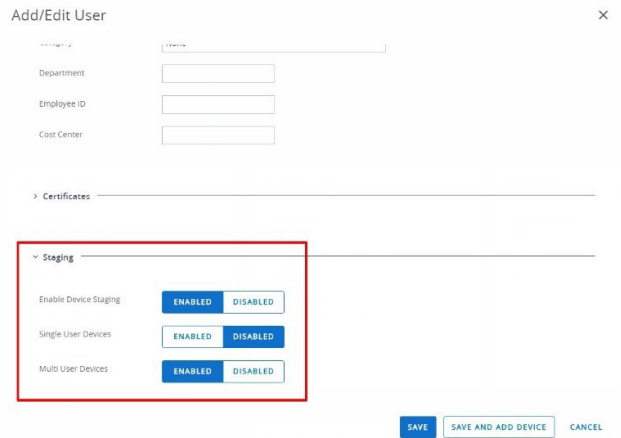 Add/Edit User ×
Department
Employee ID
Cost Center
> Certificates
Staging
Enable Device Staging ENABLED DISABLED
Single User Devices ENABLED DISABLED
Multi User Devices ENABLED DISABLED
SAVE SAVE AND ADD DEVICE CANCEL